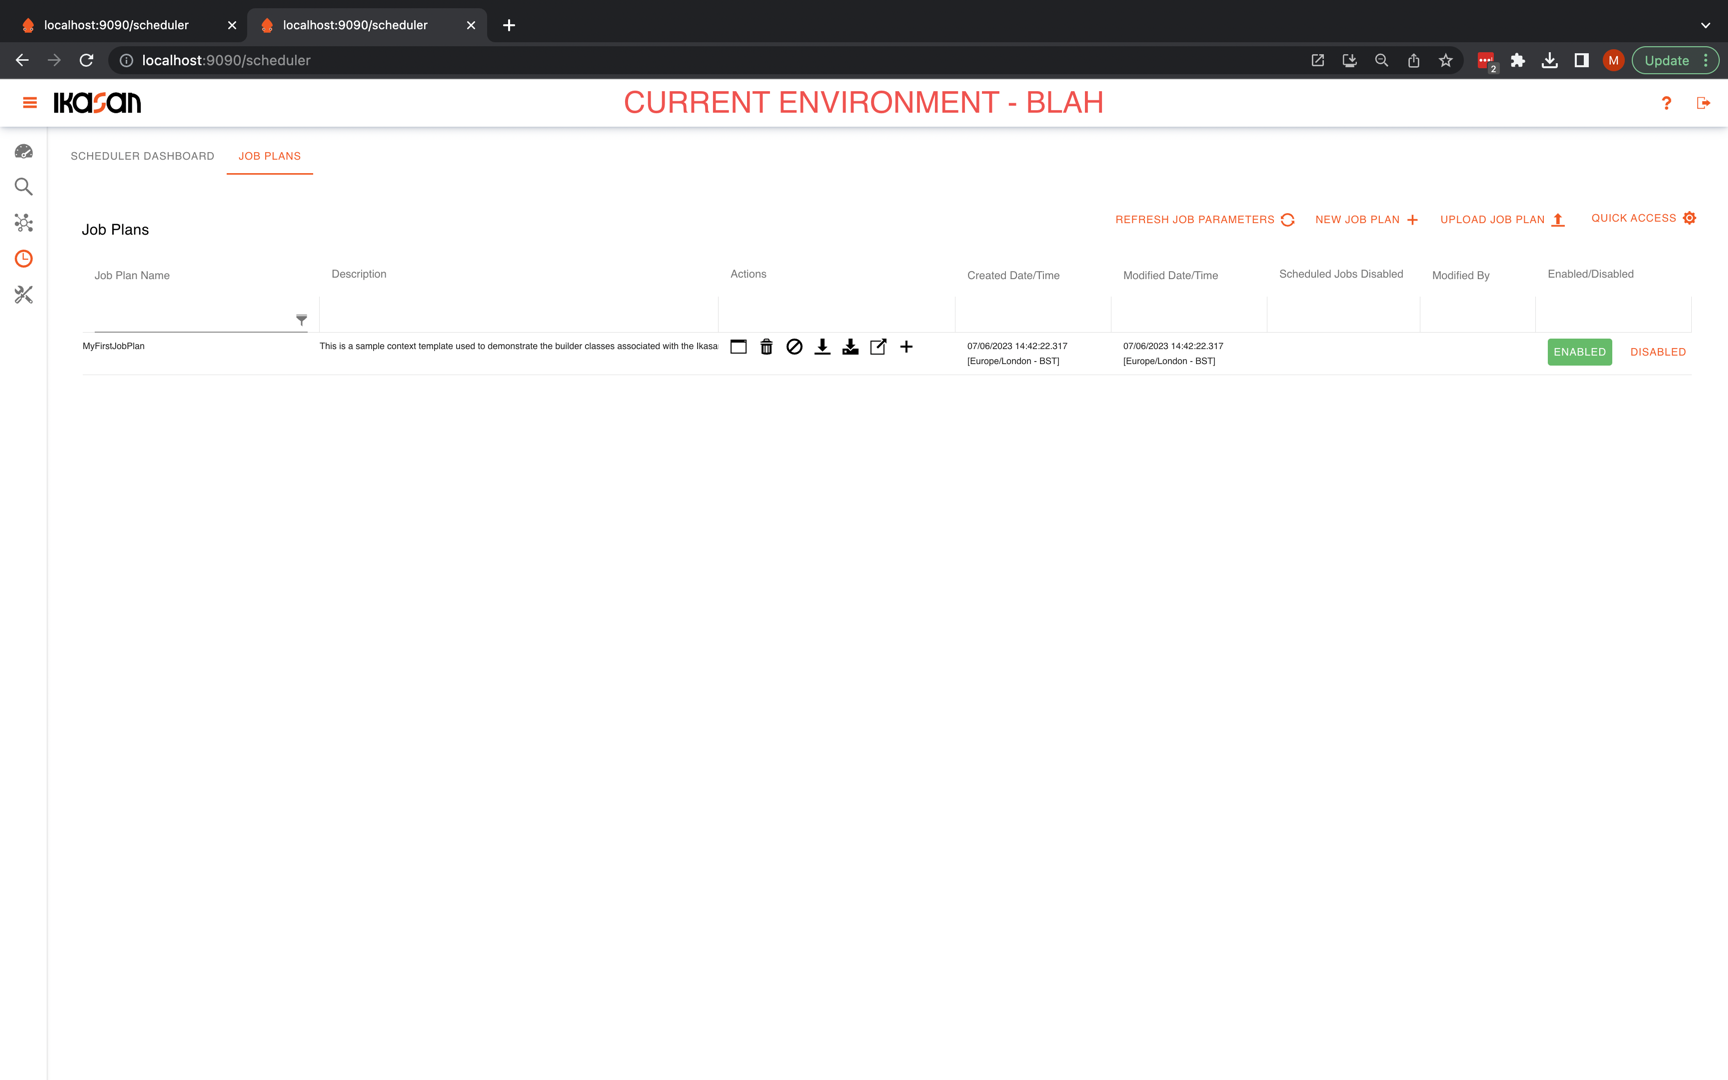 localhost:9090/scheduler
localhost:9090/scheduler
localhost:9090/scheduler
2
M
Update
IKASAN
CURRENT ENVIRONMENT - BLAH
?
SCHEDULER DASHBOARD
JOB PLANS
Job Plans
REFRESH JOB PARAMETERS
NEW JOB PLAN
UPLOAD JOB PLAN
QUICK ACCESS
Job Plan Name
Description
Actions
Created Date/Time
Modified Date/Time
Scheduled Jobs Disabled
Modified By
Enabled/Disabled
MyFirstJobPlan
This is a sample context template used to demonstrate the builder classes associated with the Ikasa
07/06/2023 14:42:22.317
[Europe/London - BST]
07/06/2023 14:42:22.317
[Europe/London - BST]
ENABLED
DISABLED